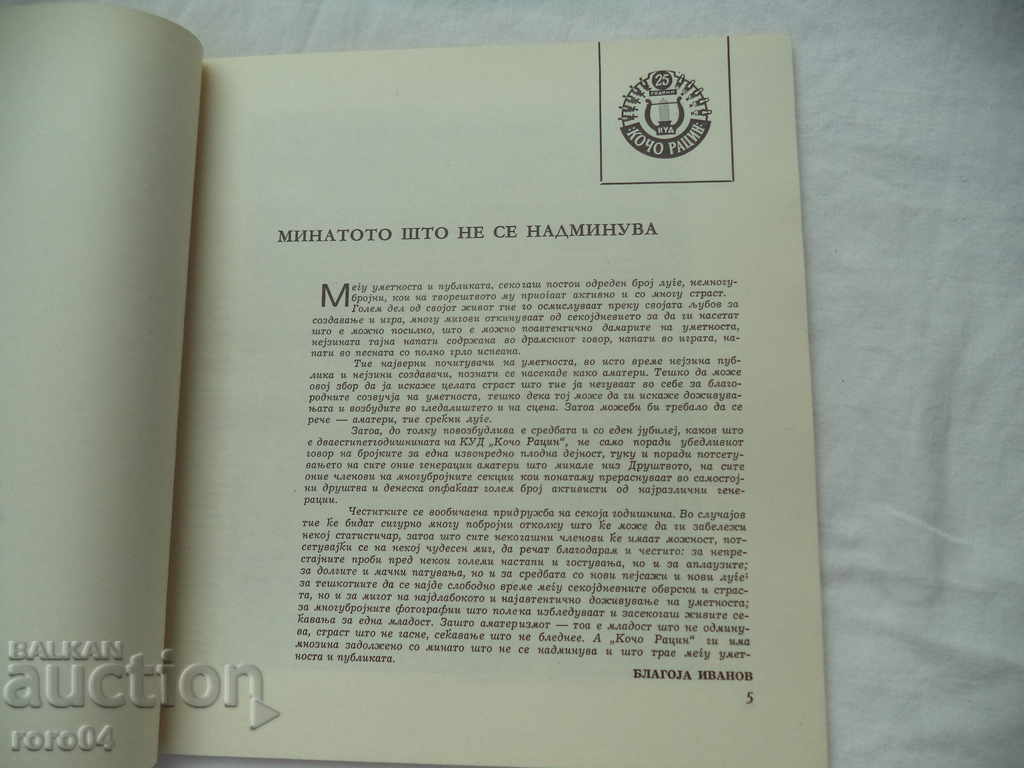 25
ГОДИНИ
КУД
„КОЧО РАЦИН“
МИНАТОТО ШТО НЕ СЕ НАДМИНУВА
Меѓу уметноста и публиката, секогаш постои одреден број луѓе, немногу-
бројни, кои на творештвото му приоѓаат активно и со многу страст.
Голем дел од својот живот тие го осмислуваат преку својата љубов за
создавање и игра, многу мигови откинуваат од секојдневието за да ги насетат
што е можно посилно, што е можно поавтентично дамарите на уметноста,
нејзината тајна напати содржана во драмскиот говор, напати во играта, на-
пати во песната со полно грло испеана.
Тие најверни почитувачи на уметноста, во исто време нејзина пуб-
лика и нејзини создавачи, познати се насекаде како аматери. Тешко да може
овој збор да ја искаже целата страст што тие ја негуваат во себе за благо-
родните созвучја на уметноста, тешко дека тој може да ги искаже доживува-
њата и возбудите во гледалиштето и на сцена. Затоа можеби би требало да се
рече — аматери, тие среќни луѓе.
Затоа, до толку повозбудлива е средбата и со еден јубилеј, каков што
е дваесетипетгодишнината на КУД „Кочо Рацин“, не само поради убедливиот
говор на бројките за една извонредно плодна дејност, туку и поради потсету-
вањето на сите оние генерации аматери што минале низ Друштвото, на сите
оние членови на многубројните секции кои понатаму прераснуваат во самостој-
ни друштва и денеска опфаќаат голем број активисти од најразлични гене-
рации.
Честитките се вообичаена придружба на секоја годишнина. Во случајов
тие ќе бидат сигурно многу побројни отколку што ќе може да ги забележи
некој статистичар, затоа што сите некогашни членови ќе имаат можност, пот-
сетувајќи се на некој чудесен миг, да речат благодарам и честито: за непре-
стајните проби пред некои големи настапи и гостувања, но и за аплаузите;
за долгите и мачни патувања, но и за средбата со нови пејсажи и нови луѓе;
за тешкотиите да се најде слободно време меѓу секојдневните обврски и страс-
та, но и за мигот на најдлабокото и најавтентично доживување на уметноста;
за многубројните фотографии што полека избледуваат и засекогаш живите се-
ќавања за една младост. Зашто аматеризмот — тоа е младост што не одмину-
ва, страст што не гасне, сеќавање што не бледнее. А „Кочо Рацин“ ги има
мнозина задолжено со минато што не се надминува и што трае меѓу умет-
носта и публиката.
БЛАГОЈА ИВАНОВ
5
BALKAN
auction
roro04